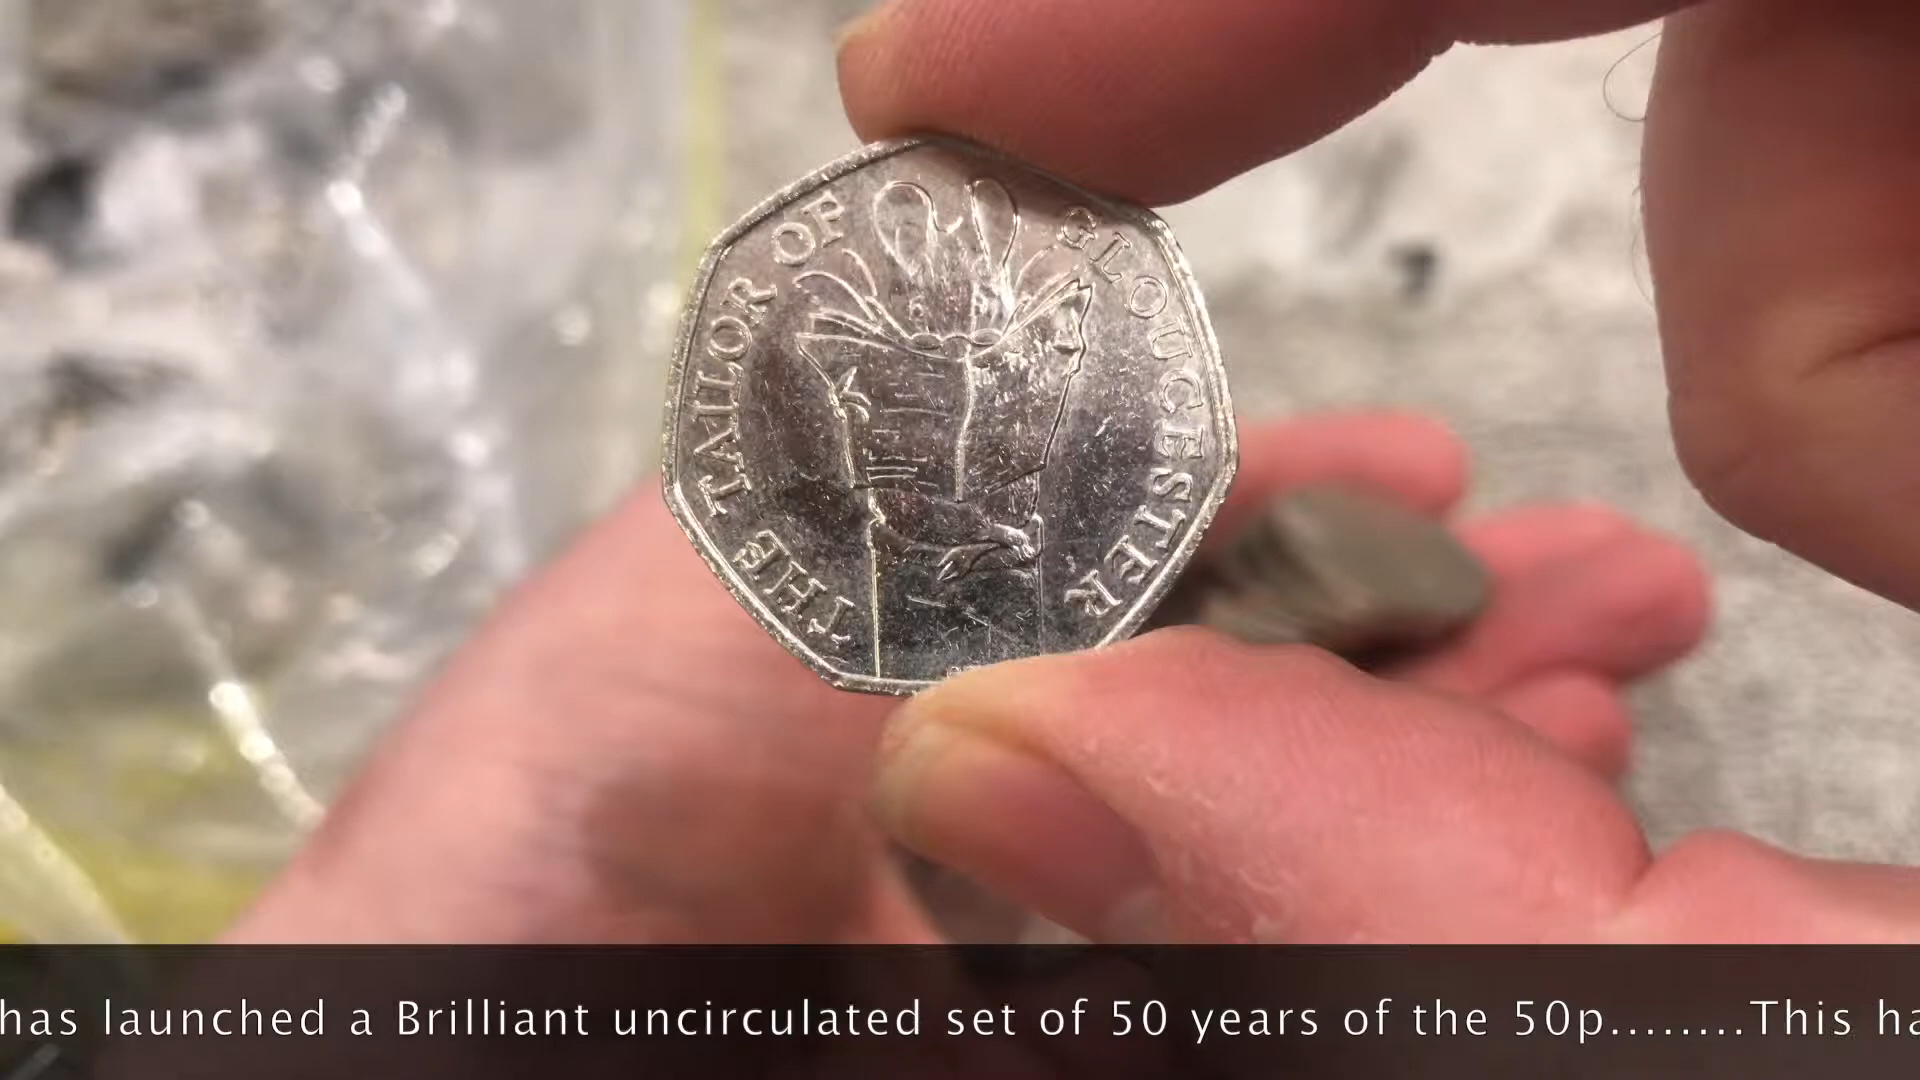 THE TAILOR OF GLOUCESTER
has launched a Brilliant uncirculated set of 50 years of the 50p........This ha